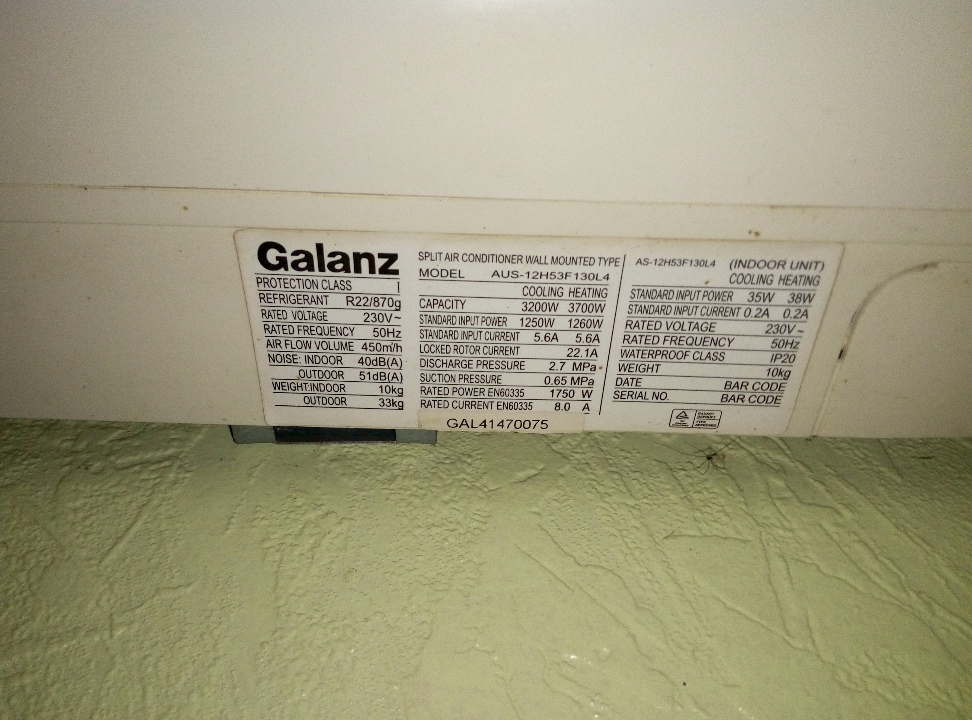 Galanz
PROTECTION CLASS I
REFRIGERANT R22/870g
RATED VOLTAGE 230V~
RATED FREQUENCY 50Hz
AIR FLOW VOLUME 450m³/h
NOISE: INDOOR 40dB(A)
OUTDOOR 51dB(A)
WEIGHT:INDOOR 10kg
OUTDOOR 33kg
SPLIT AIR CONDITIONER WALL MOUNTED TYPE
MODEL AUS-12H53F130L4
COOLING HEATING
CAPACITY 3200W 3700W
STANDARD INPUT POWER 1250W 1260W
STANDARD INPUT CURRENT 5.6A 5.6A
LOCKED ROTOR CURRENT 22.1A
DISCHARGE PRESSURE 2.7 MPa
SUCTION PRESSURE 0.65 MPa
RATED POWER EN60335 1750 W
RATED CURRENT EN60335 8.0 A
GAL41470075
AS-12H53F130L4 (INDOOR UNIT)
COOLING HEATING
STANDARD INPUT POWER 35W 38W
STANDARD INPUT CURRENT 0.2A 0.2A
RATED VOLTAGE 230V~
RATED FREQUENCY 50Hz
WATERPROOF CLASS IP20
WEIGHT 10kg
DATE BAR CODE
SERIAL NO. BAR CODE